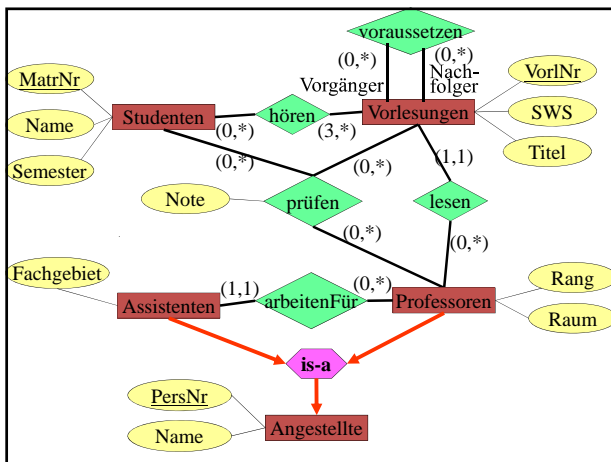 voraussetzen
(0,*)
(0,*)
Vorgänger
Nach-
folger
MatrNr
VorlNr
Studenten
hören
Vorlesungen
Name
SWS
(0,*)
(3,*)
Semester
Titel
(0,*)
(0,*)
(1,1)
Note
prüfen
lesen
(0,*)
(0,*)
Fachgebiet
Rang
(1,1)
(0,*)
Assistenten
arbeitenFür
Professoren
Raum
is-a
PersNr
Name
Angestellte